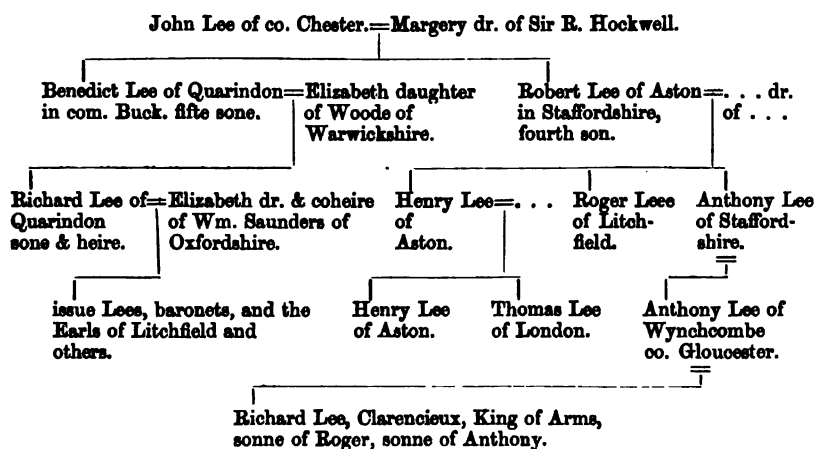 John Lee of co. Chester.=Margery dr. of Sir R. Hockwell.
Benedict Lee of Quarindon=Elizabeth daughter
in com. Buck. fifte sone. of Woode of
Warwickshire.
Robert Lee of Aston=. . . dr.
in Staffordshire, of . . .
fourth son.
Richard Lee of=Elizabeth dr. & coheire
Quarindon of Wm. Saunders of
sone & heire. Oxfordshire.
Henry Lee=. . .
of
Aston.
Roger Leee
of Litch-
field.
Anthony Lee
of Stafford-
shire.
=
issue Lees, baronets, and the
Earls of Litchfield and
others.
Henry Lee
of Aston.
Thomas Lee
of London.
Anthony Lee of
Wynchcombe
co. Gloucester.
=
Richard Lee, Clarencieux, King of Arms,
sonne of Roger, sonne of Anthony.